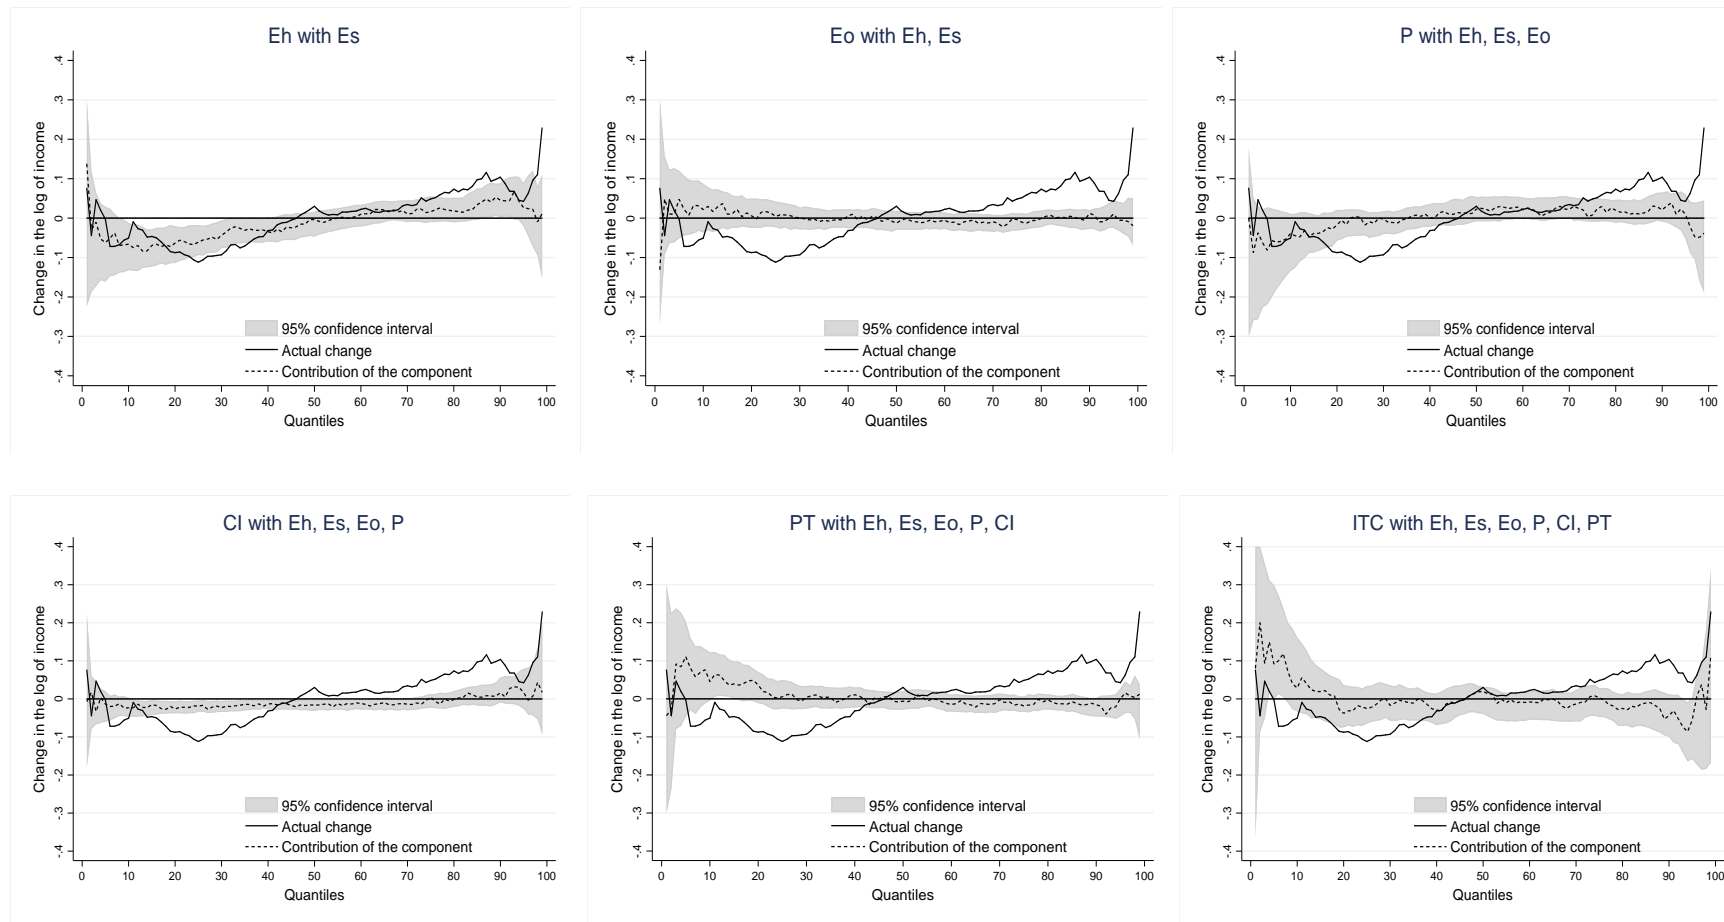 Eh with Es
Change in the log of income
.4
.3
.2
.1
0
-.1
-.2
-.3
-.4
95% confidence interval
Actual change
Contribution of the component
0 10 20 30 40 50 60 70 80 90 100
Quantiles
Eo with Eh, Es
Change in the log of income
.4
.3
.2
.1
0
-.1
-.2
-.3
-.4
95% confidence interval
Actual change
Contribution of the component
0 10 20 30 40 50 60 70 80 90 100
Quantiles
P with Eh, Es, Eo
Change in the log of income
.4
.3
.2
.1
0
-.1
-.2
-.3
-.4
95% confidence interval
Actual change
Contribution of the component
0 10 20 30 40 50 60 70 80 90 100
Quantiles
CI with Eh, Es, Eo, P
Change in the log of income
.4
.3
.2
.1
0
-.1
-.2
-.3
-.4
95% confidence interval
Actual change
Contribution of the component
0 10 20 30 40 50 60 70 80 90 100
Quantiles
PT with Eh, Es, Eo, P, CI
Change in the log of income
.4
.3
.2
.1
0
-.1
-.2
-.3
-.4
95% confidence interval
Actual change
Contribution of the component
0 10 20 30 40 50 60 70 80 90 100
Quantiles
ITC with Eh, Es, Eo, P, CI, PT
Change in the log of income
.4
.3
.2
.1
0
-.1
-.2
-.3
-.4
95% confidence interval
Actual change
Contribution of the component
0 10 20 30 40 50 60 70 80 90 100
Quantiles